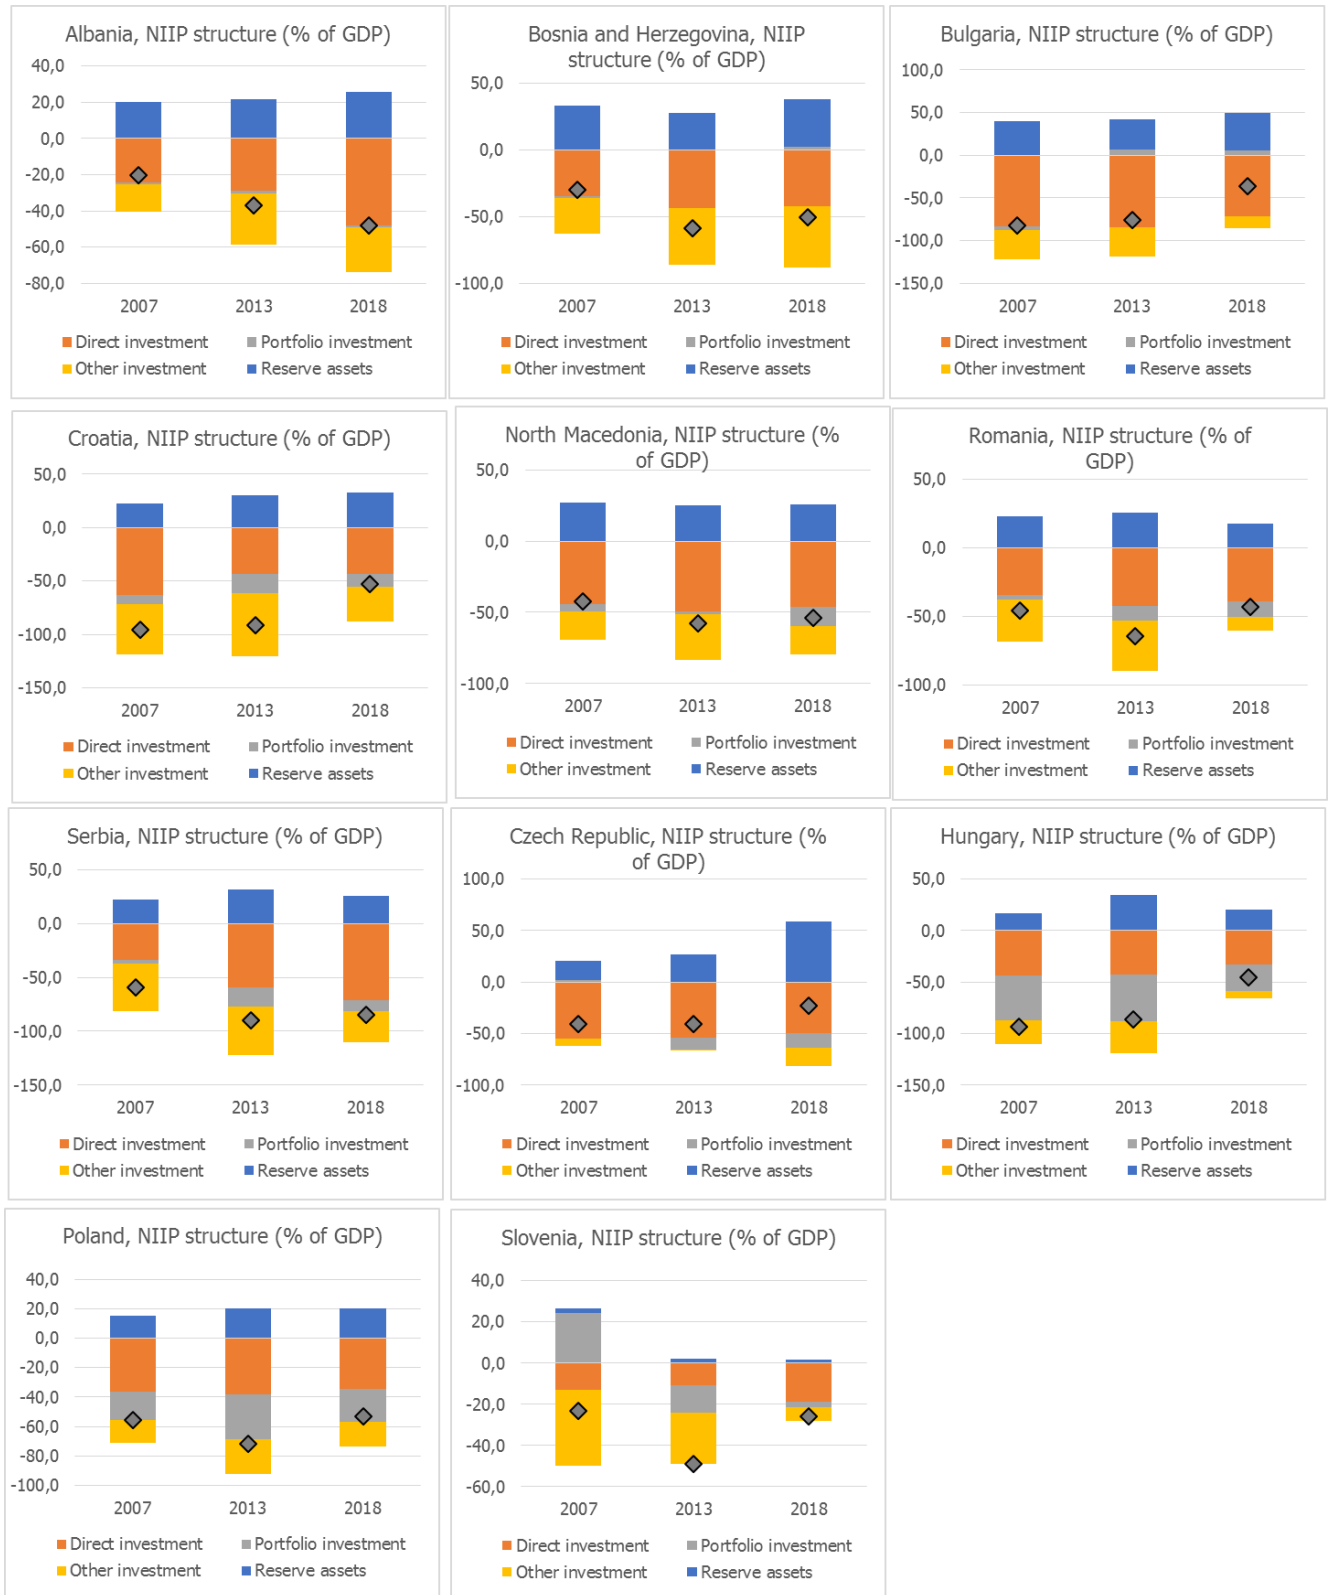 Albania, NIIP structure (% of GDP)
40,0
20,0
0,0
-20,0
-40,0
-60,0
-80,0
2007 2013 2018
Direct investment Portfolio investment
Other investment Reserve assets
Bosnia and Herzegovina, NIIP
structure (% of GDP)
50,0
0,0
-50,0
-100,0
2007 2013 2018
Direct investment Portfolio investment
Other investment Reserve assets
Bulgaria, NIIP structure (% of GDP)
100,0
50,0
0,0
-50,0
-100,0
-150,0
2007 2013 2018
Direct investment Portfolio investment
Other investment Reserve assets
Croatia, NIIP structure (% of GDP)
50,0
0,0
-50,0
-100,0
-150,0
2007 2013 2018
Direct investment Portfolio investment
Other investment Reserve assets
North Macedonia, NIIP structure (%
of GDP)
50,0
0,0
-50,0
-100,0
2007 2013 2018
Direct investment Portfolio investment
Other investment Reserve assets
Romania, NIIP structure (% of
GDP)
50,0
0,0
-50,0
-100,0
2007 2013 2018
Direct investment Portfolio investment
Other investment Reserve assets
Serbia, NIIP structure (% of GDP)
50,0
0,0
-50,0
-100,0
-150,0
2007 2013 2018
Direct investment Portfolio investment
Other investment Reserve assets
Czech Republic, NIIP structure (%
of GDP)
100,0
50,0
0,0
-50,0
-100,0
2007 2013 2018
Direct investment Portfolio investment
Other investment Reserve assets
Hungary, NIIP structure (% of GDP)
50,0
0,0
-50,0
-100,0
-150,0
2007 2013 2018
Direct investment Portfolio investment
Other investment Reserve assets
Poland, NIIP structure (% of GDP)
40,0
20,0
0,0
-20,0
-40,0
-60,0
-80,0
-100,0
2007 2013 2018
Direct investment Portfolio investment
Other investment Reserve assets
Slovenia, NIIP structure (% of GDP)
40,0
20,0
0,0
-20,0
-40,0
-60,0
2007 2013 2018
Direct investment Portfolio investment
Other investment Reserve assets